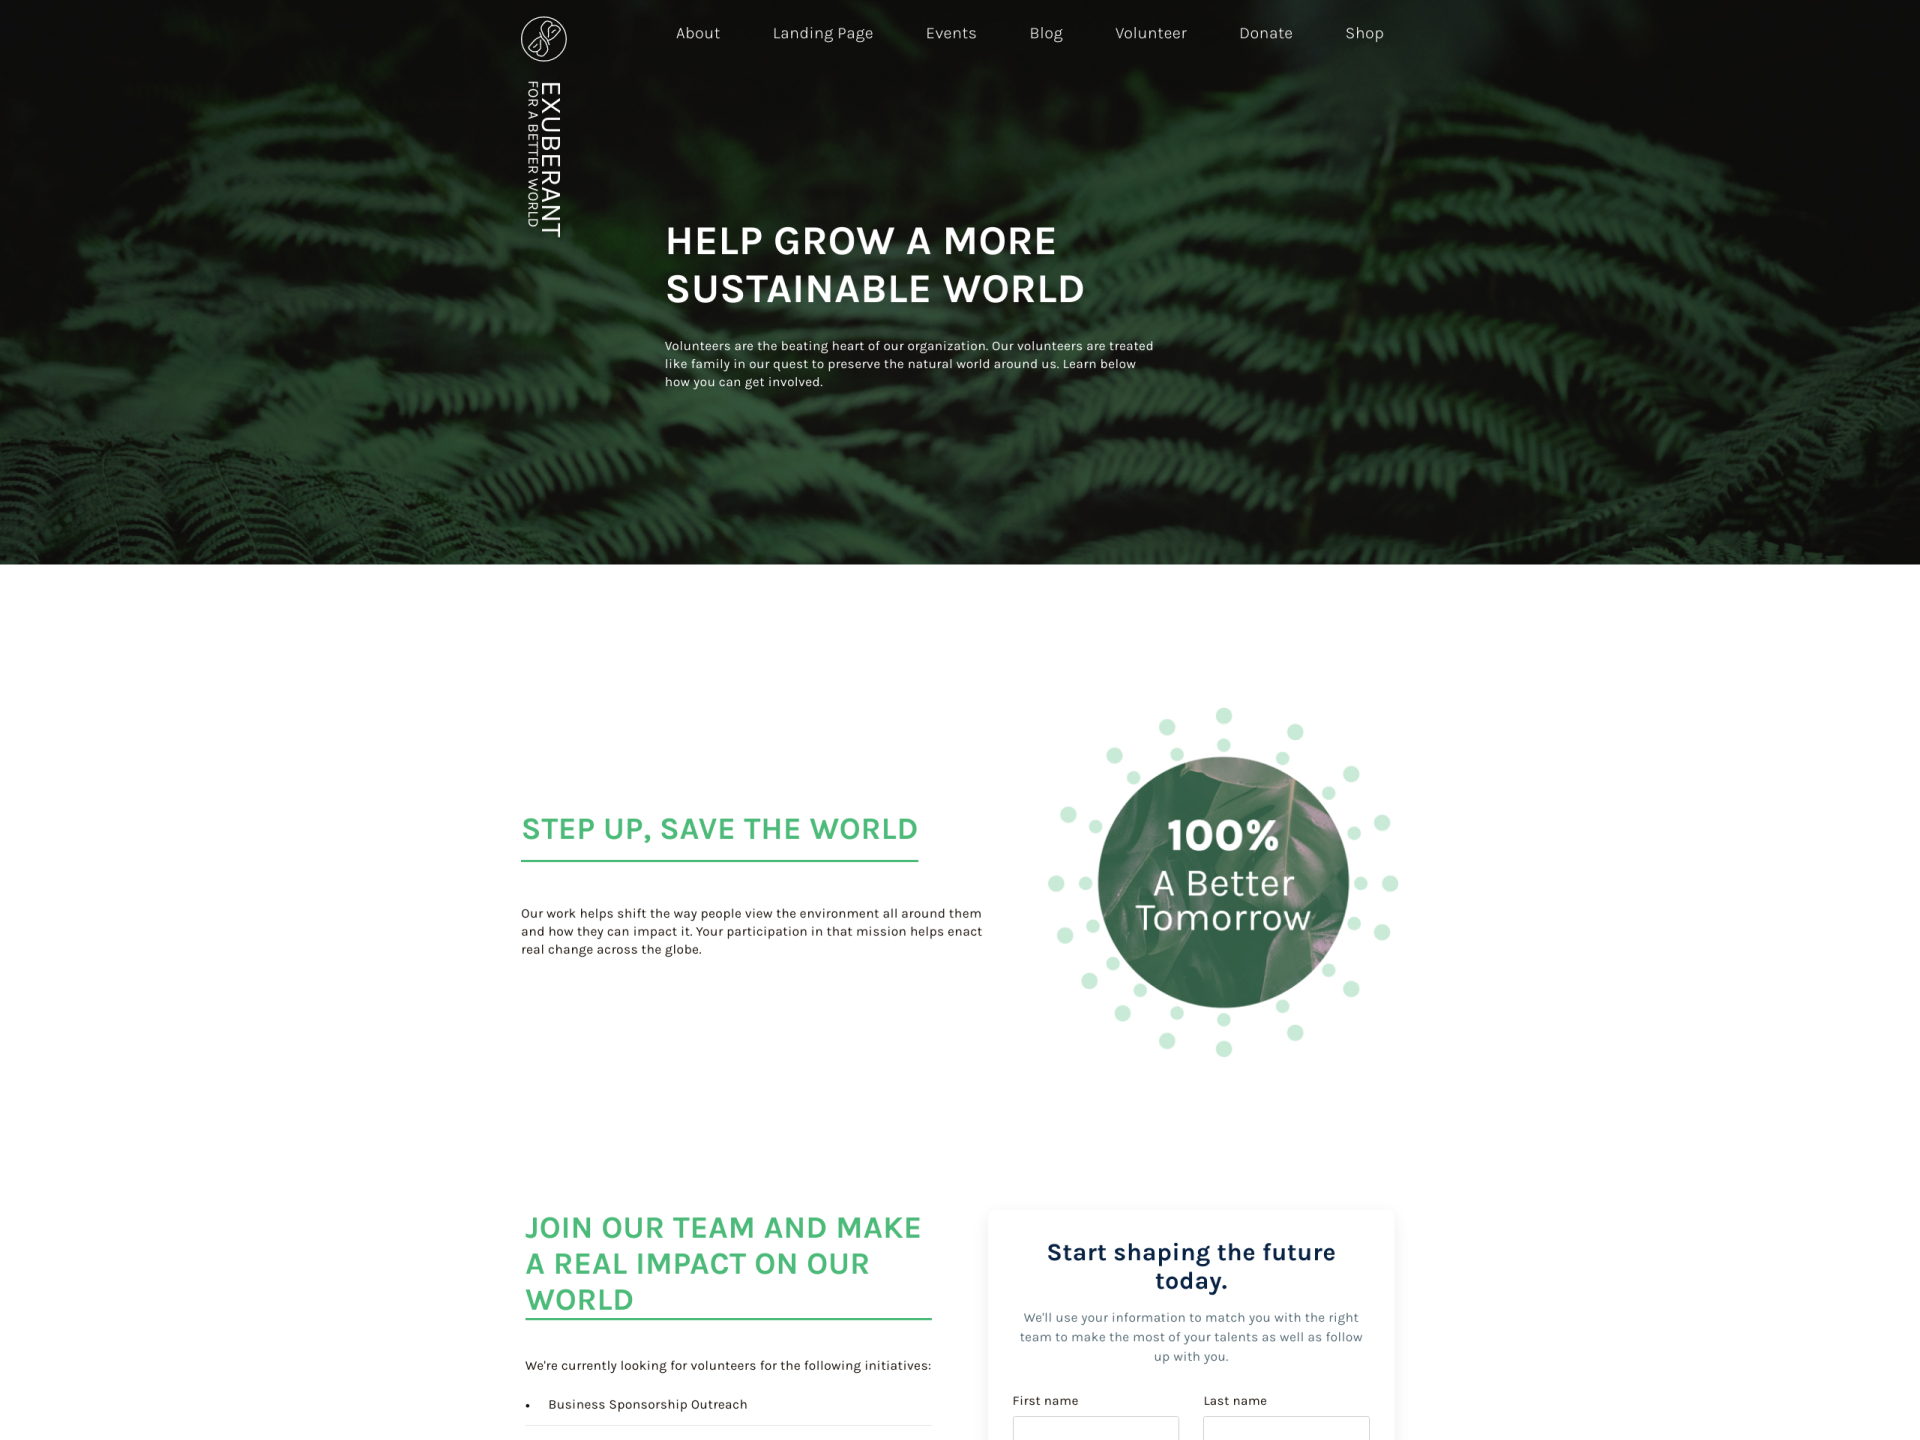 About
Landing Page
Events
Blog
Volunteer
Donate
Shop
EXUBERANT
FOR A BETTER WORLD
HELP GROW A MORE
SUSTAINABLE WORLD
Volunteers are the beating heart of our organization. Our volunteers are treated
like family in our quest to preserve the natural world around us. Learn below
how you can get involved.
STEP UP, SAVE THE WORLD
Our work helps shift the way people view the environment all around them
and how they can impact it. Your participation in that mission helps enact
real change across the globe.
100%
A Better
Tomorrow
JOIN OUR TEAM AND MAKE
A REAL IMPACT ON OUR
WORLD
We're currently looking for volunteers for the following initiatives:
• Business Sponsorship Outreach
Start shaping the future
today.
We'll use your information to match you with the right
team to make the most of your talents as well as follow
up with you.
First name
Last name